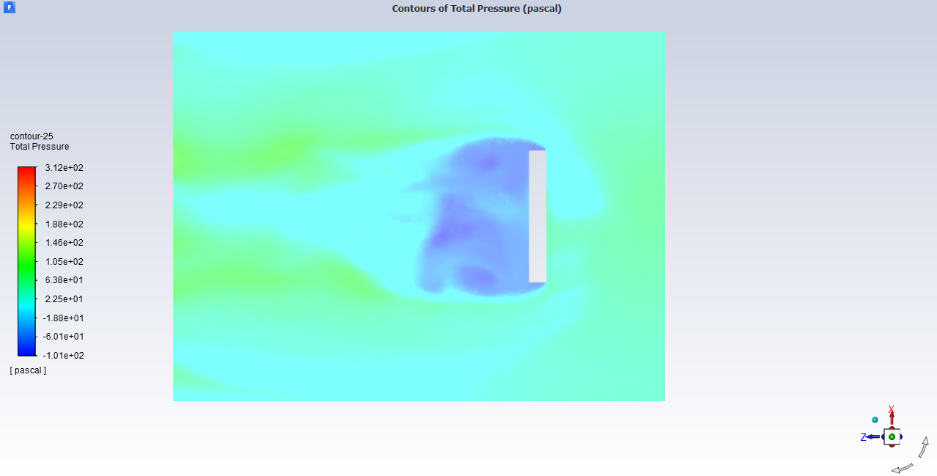 F
Contours of Total Pressure (pascal)
contour-25
Total Pressure
3.12e+02
2.70e+02
2.29e+02
1.88e+02
1.46e+02
1.05e+02
6.38e+01
2.25e+01
-1.88e+01
-6.01e+01
-1.01e+02
[ pascal ]
X
Z